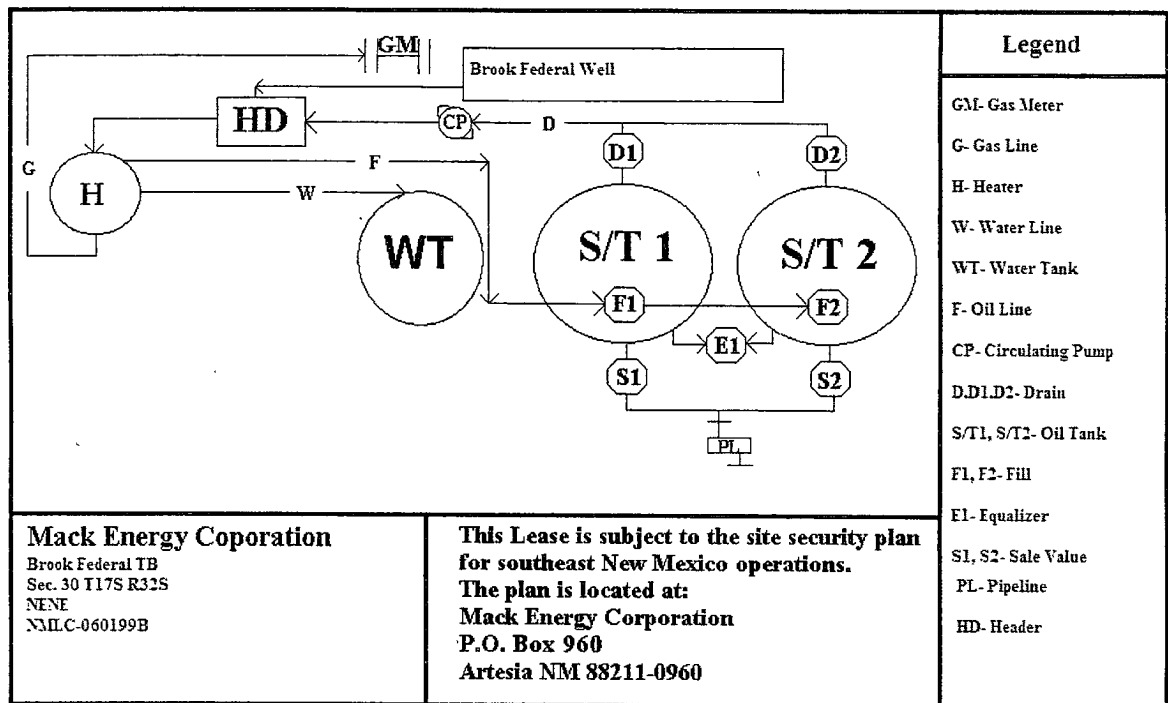 GM
Brook Federal Well
HD
CP
D
D1
D2
G
H
F
W
WT
S/T 1
S/T 2
F1
F2
E1
S1
S2
PL
Legend
GM- Gas Meter
G- Gas Line
H- Heater
W- Water Line
WT- Water Tank
F- Oil Line
CP- Circulating Pump
D,D1,D2- Drain
S/T1, S/T2- Oil Tank
F1, F2- Fill
E1- Equalizer
S1, S2- Sale Value
PL- Pipeline
HD- Header
Mack Energy Coporation
Brook Federal TB
Sec. 30 T17S R32S
NENE
NMLC-060199B
This Lease is subject to the site security plan
for southeast New Mexico operations.
The plan is located at:
Mack Energy Corporation
P.O. Box 960
Artesia NM 88211-0960